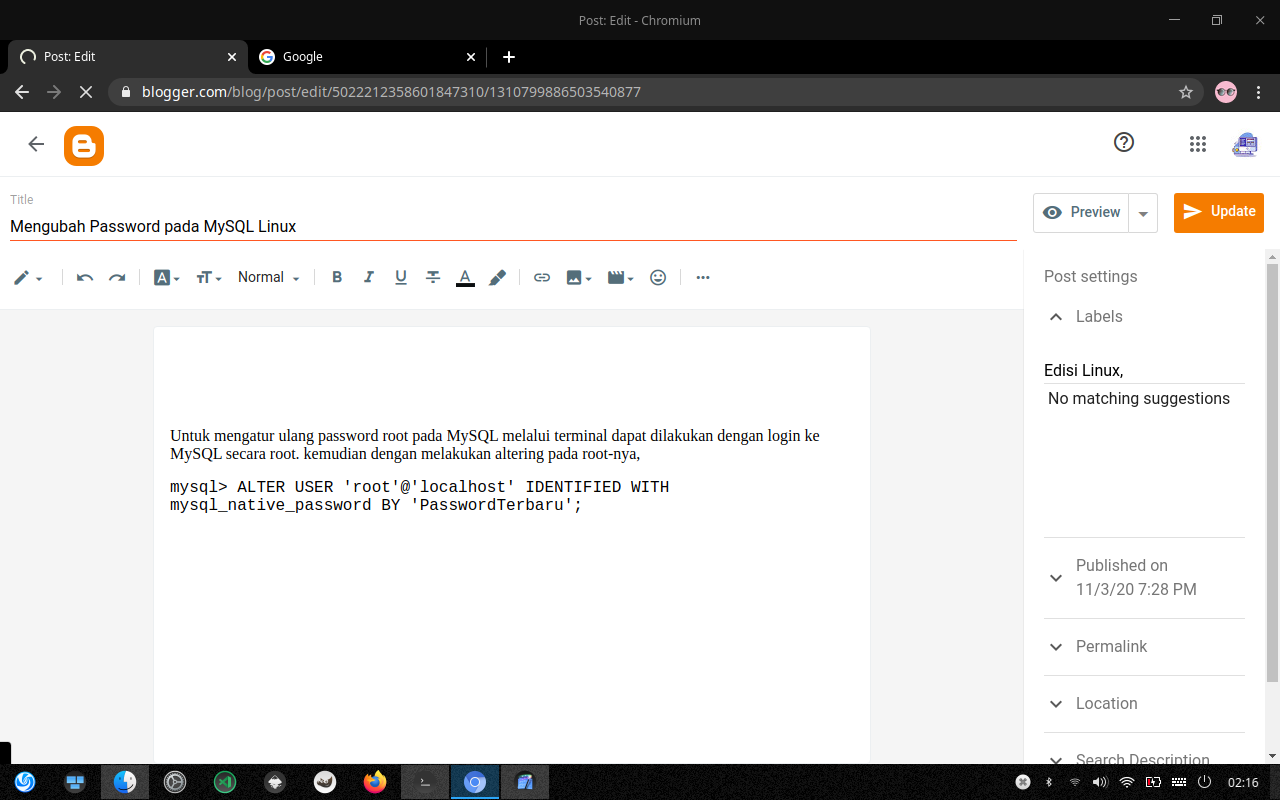 Post: Edit - Chromium
Post: Edit
Google
blogger.com/blog/post/edit/5022212358601847310/1310799886503540877
Title
Mengubah Password pada MySQL Linux
Preview
Update
Normal
B I U A
Post settings
Labels
Edisi Linux,
No matching suggestions
Untuk mengatur ulang password root pada MySQL melalui terminal dapat dilakukan dengan login ke
MySQL secara root. kemudian dengan melakukan altering pada root-nya,
mysql> ALTER USER 'root'@'localhost' IDENTIFIED WITH
mysql_native_password BY 'PasswordTerbaru';
Published on
11/3/20 7:28 PM
Permalink
Location
Search Description
02:16